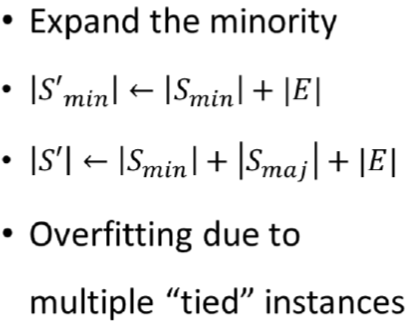 • Expand the minority
• |S'min| ← |Smin| + |E|
• |S'| ← |Smin| + |Smaj| + |E|
• Overfitting due to
multiple “tied” instances